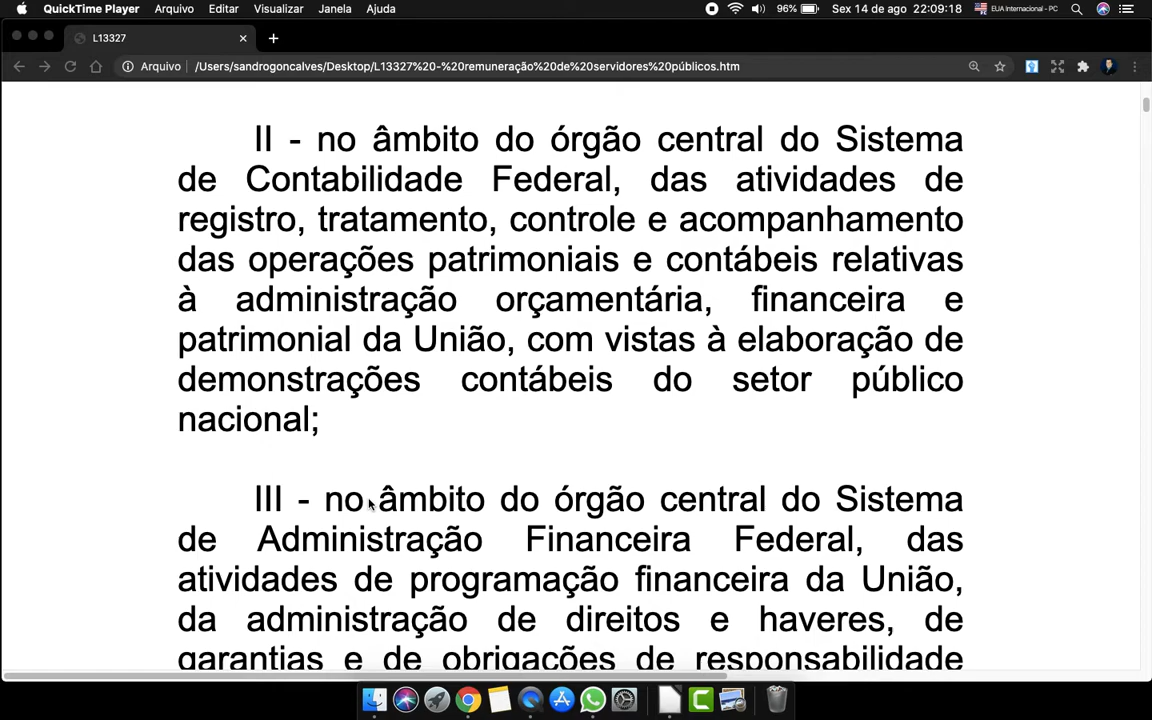 QuickTime Player Arquivo Editar Visualizar Janela Ajuda 96% Sex 14 de ago 22:09:18 EUA Internacional - PC
L13327
Arquivo /Users/sandrogoncalves/Desktop/L13327%20-%20remuneração%20de%20servidores%20públicos.htm
II - no âmbito do órgão central do Sistema
de Contabilidade Federal, das atividades de
registro, tratamento, controle e acompanhamento
das operações patrimoniais e contábeis relativas
à administração orçamentária, financeira e
patrimonial da União, com vistas à elaboração de
demonstrações contábeis do setor público
nacional;
III - no âmbito do órgão central do Sistema
de Administração Financeira Federal, das
atividades de programação financeira da União,
da administração de direitos e haveres, de
garantias e de obrigações de responsabilidade